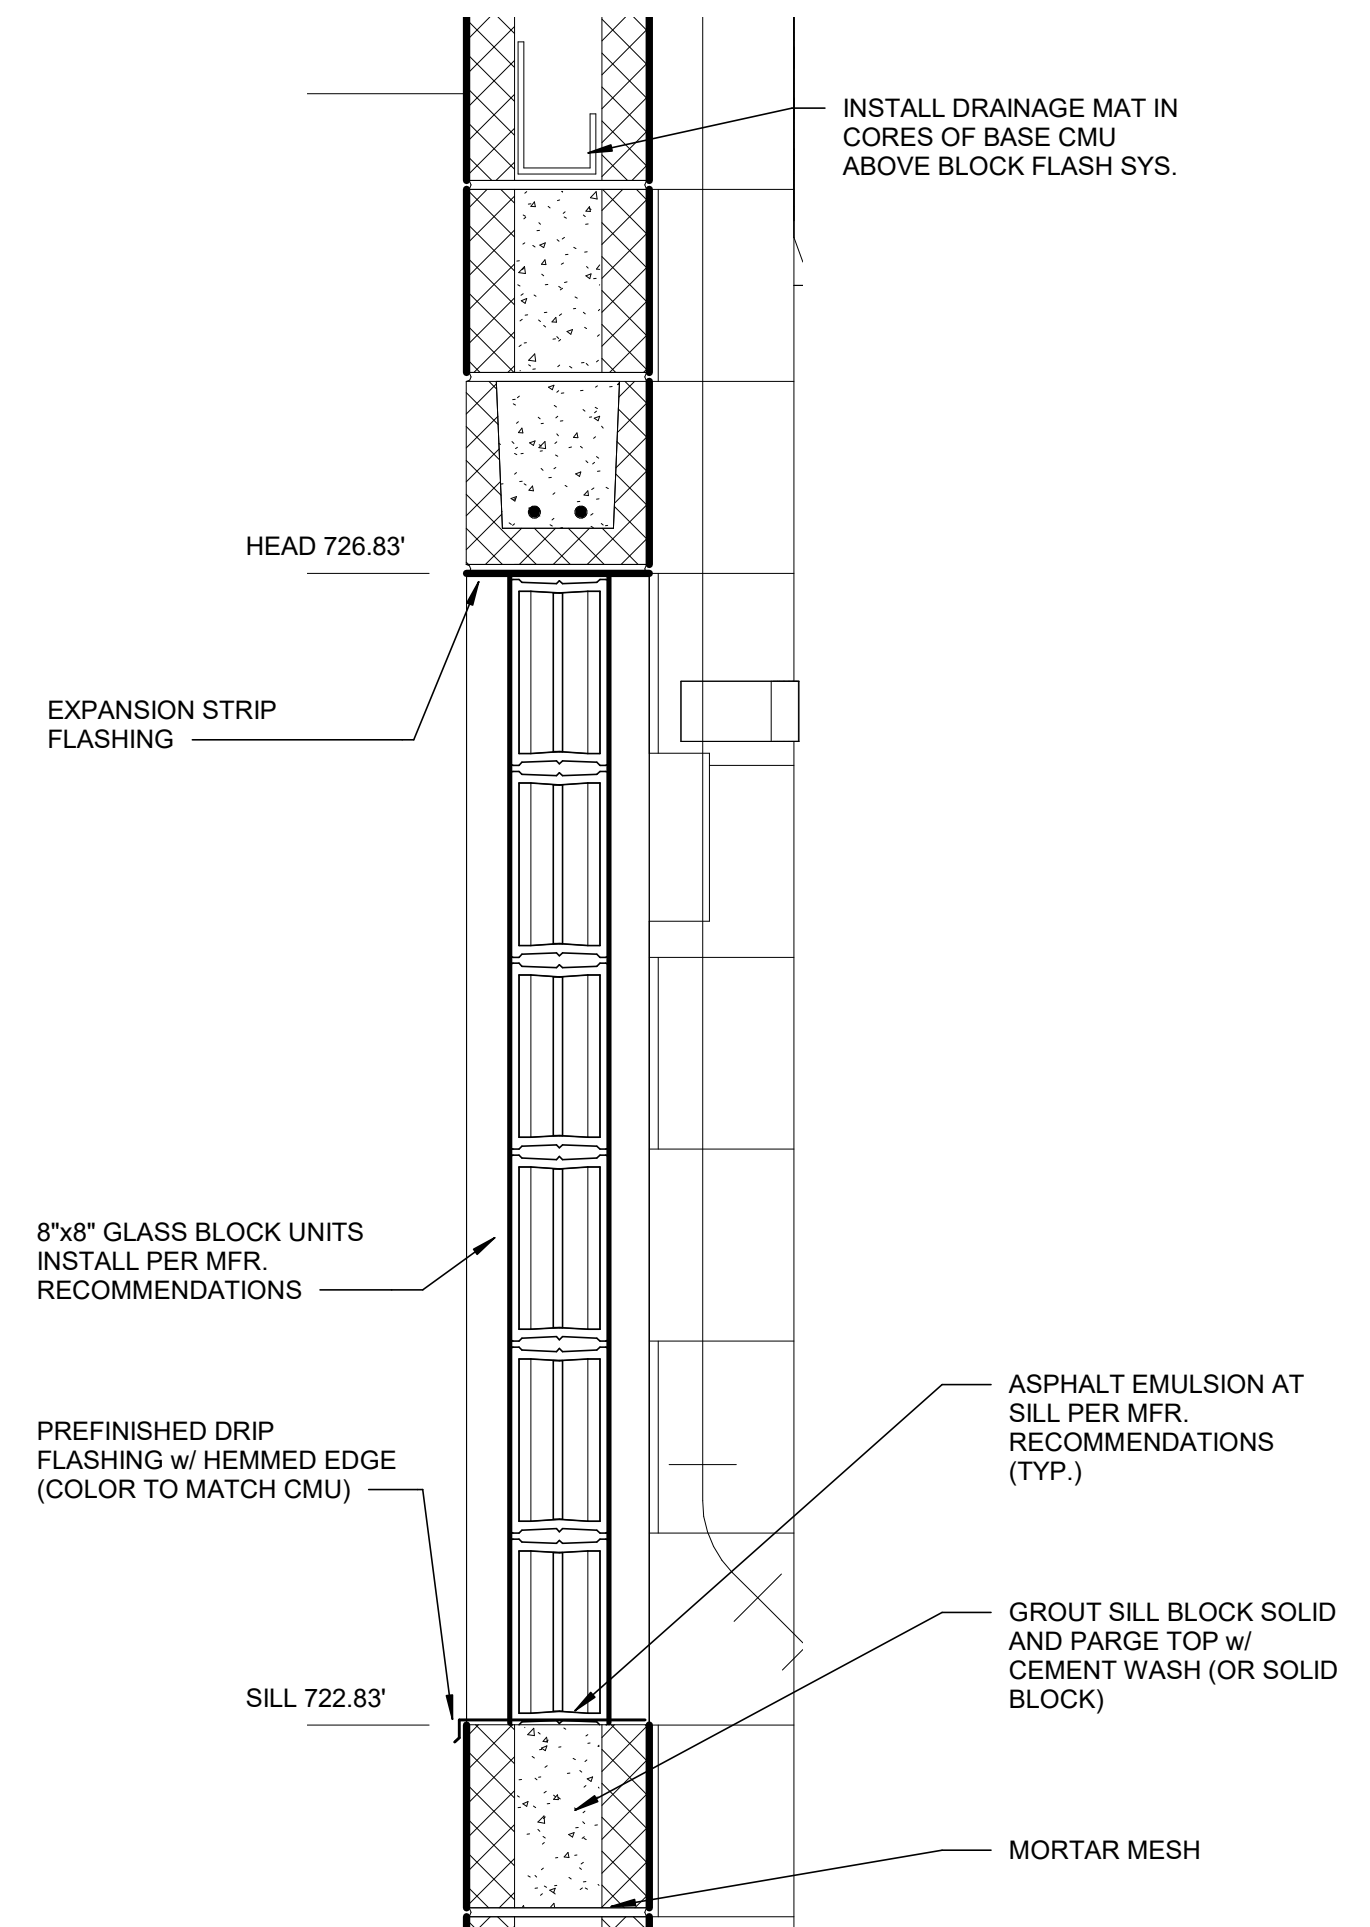 INSTALL DRAINAGE MAT IN
CORES OF BASE CMU
ABOVE BLOCK FLASH SYS.
HEAD 726.83'
EXPANSION STRIP
FLASHING
8"x8" GLASS BLOCK UNITS
INSTALL PER MFR.
RECOMMENDATIONS
ASPHALT EMULSION AT
SILL PER MFR.
RECOMMENDATIONS
(TYP.)
PREFINISHED DRIP
FLASHING w/ HEMMED EDGE
(COLOR TO MATCH CMU)
GROUT SILL BLOCK SOLID
AND PARGE TOP w/
CEMENT WASH (OR SOLID
BLOCK)
SILL 722.83'
MORTAR MESH